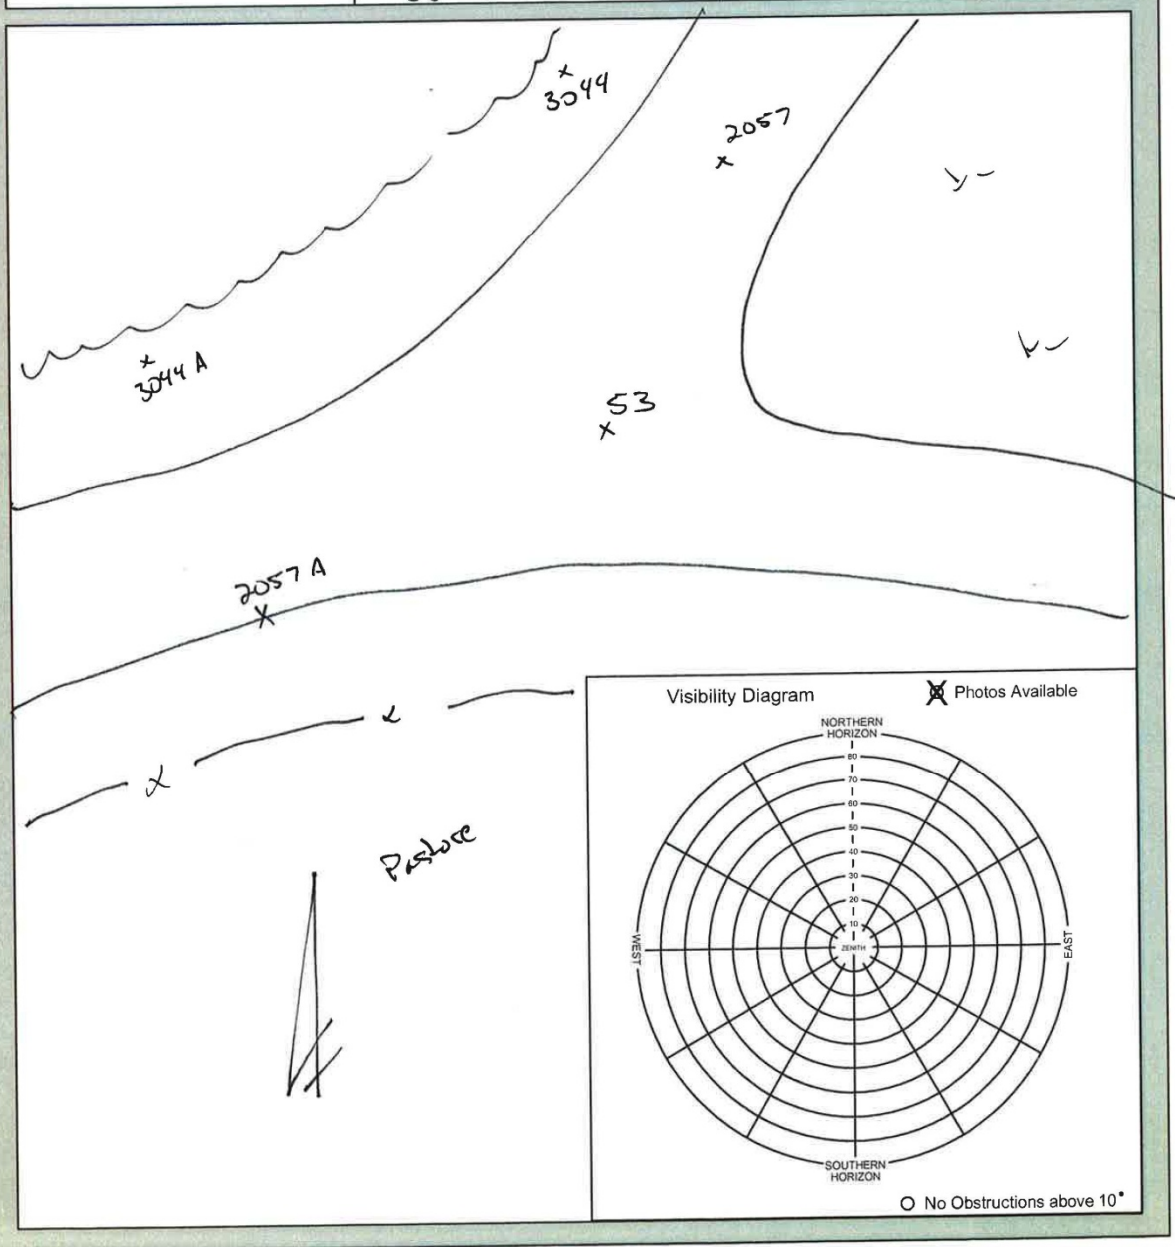 3044
2057
3044 A
53
2057 A
Pasture
Visibility Diagram
Photos Available
NORTHERN
HORIZON
80
70
60
50
40
30
20
10
ZENITH
WEST
EAST
SOUTHERN
HORIZON
No Obstructions above 10°